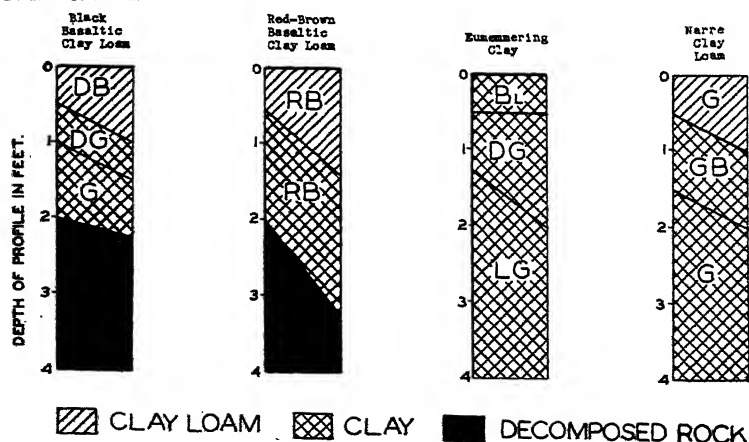 Black
Basaltic
Clay Loam
Red-Brown
Basaltic
Clay Loam
Eumemmering
Clay
Narre
Clay
Loam
DEPTH OF PROFILE IN FEET.
0
1
2
3
4
DB
DG
G
0
1
2
3
4
RB
RB
0
1
2
3
4
BL
DG
LG
0
1
2
3
4
G
GB
G
CLAY LOAM
CLAY
DECOMPOSED ROCK